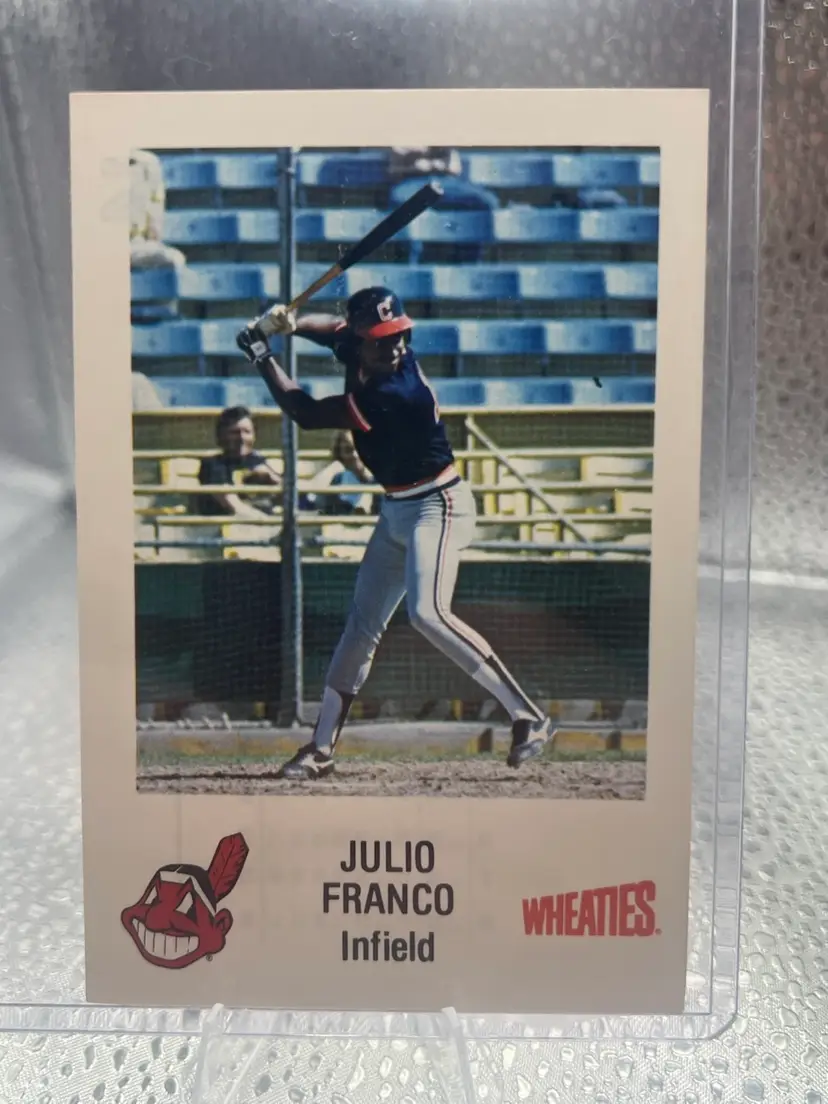 C
JULIO
FRANCO
Infield
WHEATIES®